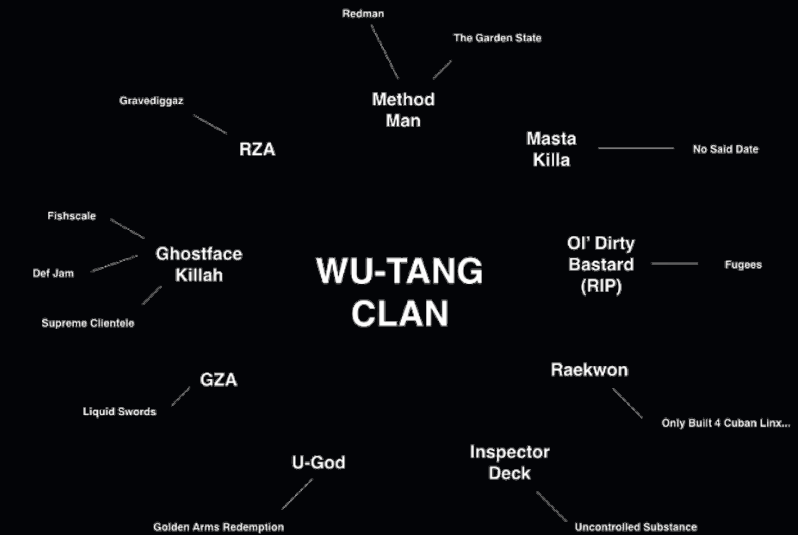 Redman
The Garden State
Method
Man
Gravediggaz
RZA
Masta
Killa
No Said Date
Fishscale
Def Jam
Supreme Clientele
Ghostface
Killah
WU-TANG
CLAN
Ol' Dirty
Bastard
(RIP)
Fugees
GZA
Liquid Swords
Raekwon
Only Built 4 Cuban Linx...
U-God
Golden Arms Redemption
Inspector
Deck
Uncontrolled Substance